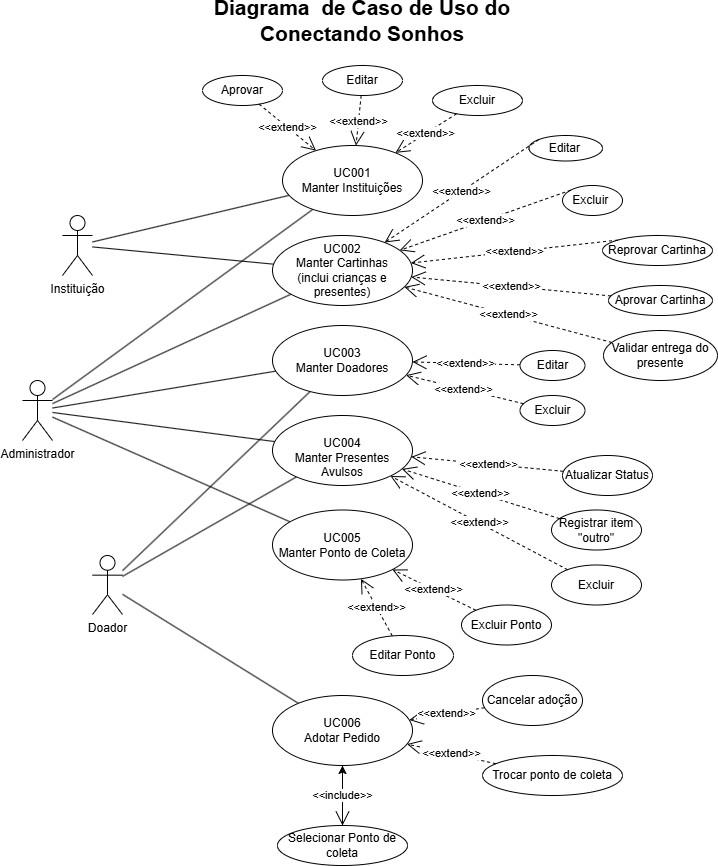 Diagrama de Caso de Uso do
Conectando Sonhos
Aprovar
Editar
Excluir
<<extend>>
<<extend>>
<<extend>>
UC001
Manter Instituições
Editar
<<extend>>
Excluir
<<extend>>
Instituição
UC002
Manter Cartinhas
(inclui crianças e
presentes)
<<extend>>
Reprovar Cartinha
<<extend>>
Aprovar Cartinha
<<extend>>
Validar entrega do
presente
UC003
Manter Doadores
<<extend>>
Editar
<<extend>>
Excluir
Administrador
UC004
Manter Presentes
Avulsos
<<extend>>
Atualizar Status
<<extend>>
Registrar item
"outro"
<<extend>>
Excluir
UC005
Manter Ponto de Coleta
<<extend>>
<<extend>>
Excluir Ponto
Editar Ponto
Doador
UC006
Adotar Pedido
<<extend>>
Cancelar adoção
<<extend>>
Trocar ponto de coleta
<<include>>
Selecionar Ponto de
coleta